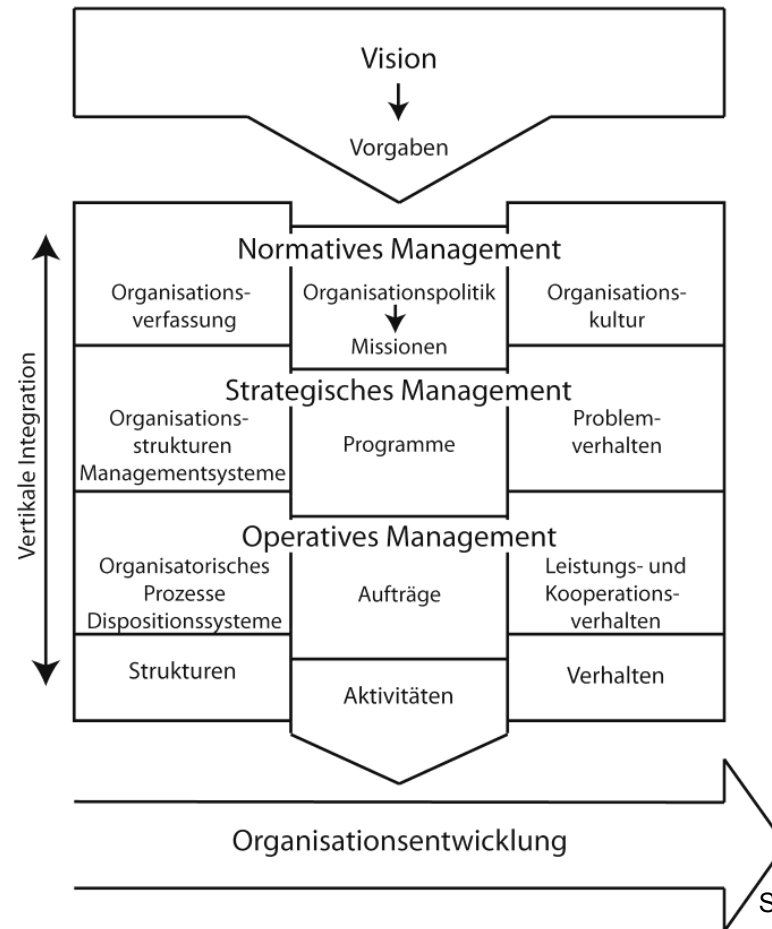 Vision
Vorgaben
Normatives Management
Organisations-
verfassung
Organisationspolitik
Missionen
Organisations-
kultur
Strategisches Management
Organisations-
strukturen
Managementsysteme
Programme
Problem-
verhalten
Operatives Management
Organisatorisches
Prozesse
Dispositionssysteme
Aufträge
Leistungs- und
Kooperations-
verhalten
Strukturen
Aktivitäten
Verhalten
Vertikale Integration
Organisationsentwicklung
S